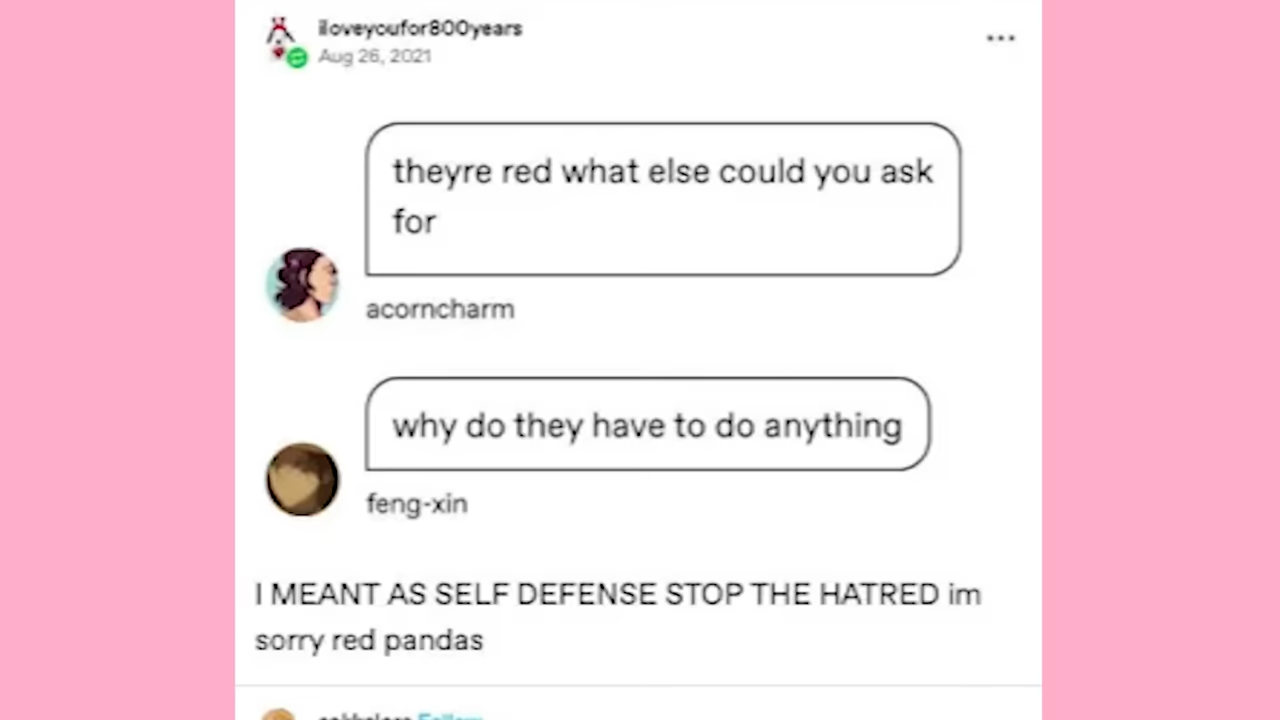 iloveyoufor800years
Aug 26, 2021
theyre red what else could you ask
for
acorncharm
why do they have to do anything
feng-xin
I MEANT AS SELF DEFENSE STOP THE HATRED im
sorry red pandas
Follow